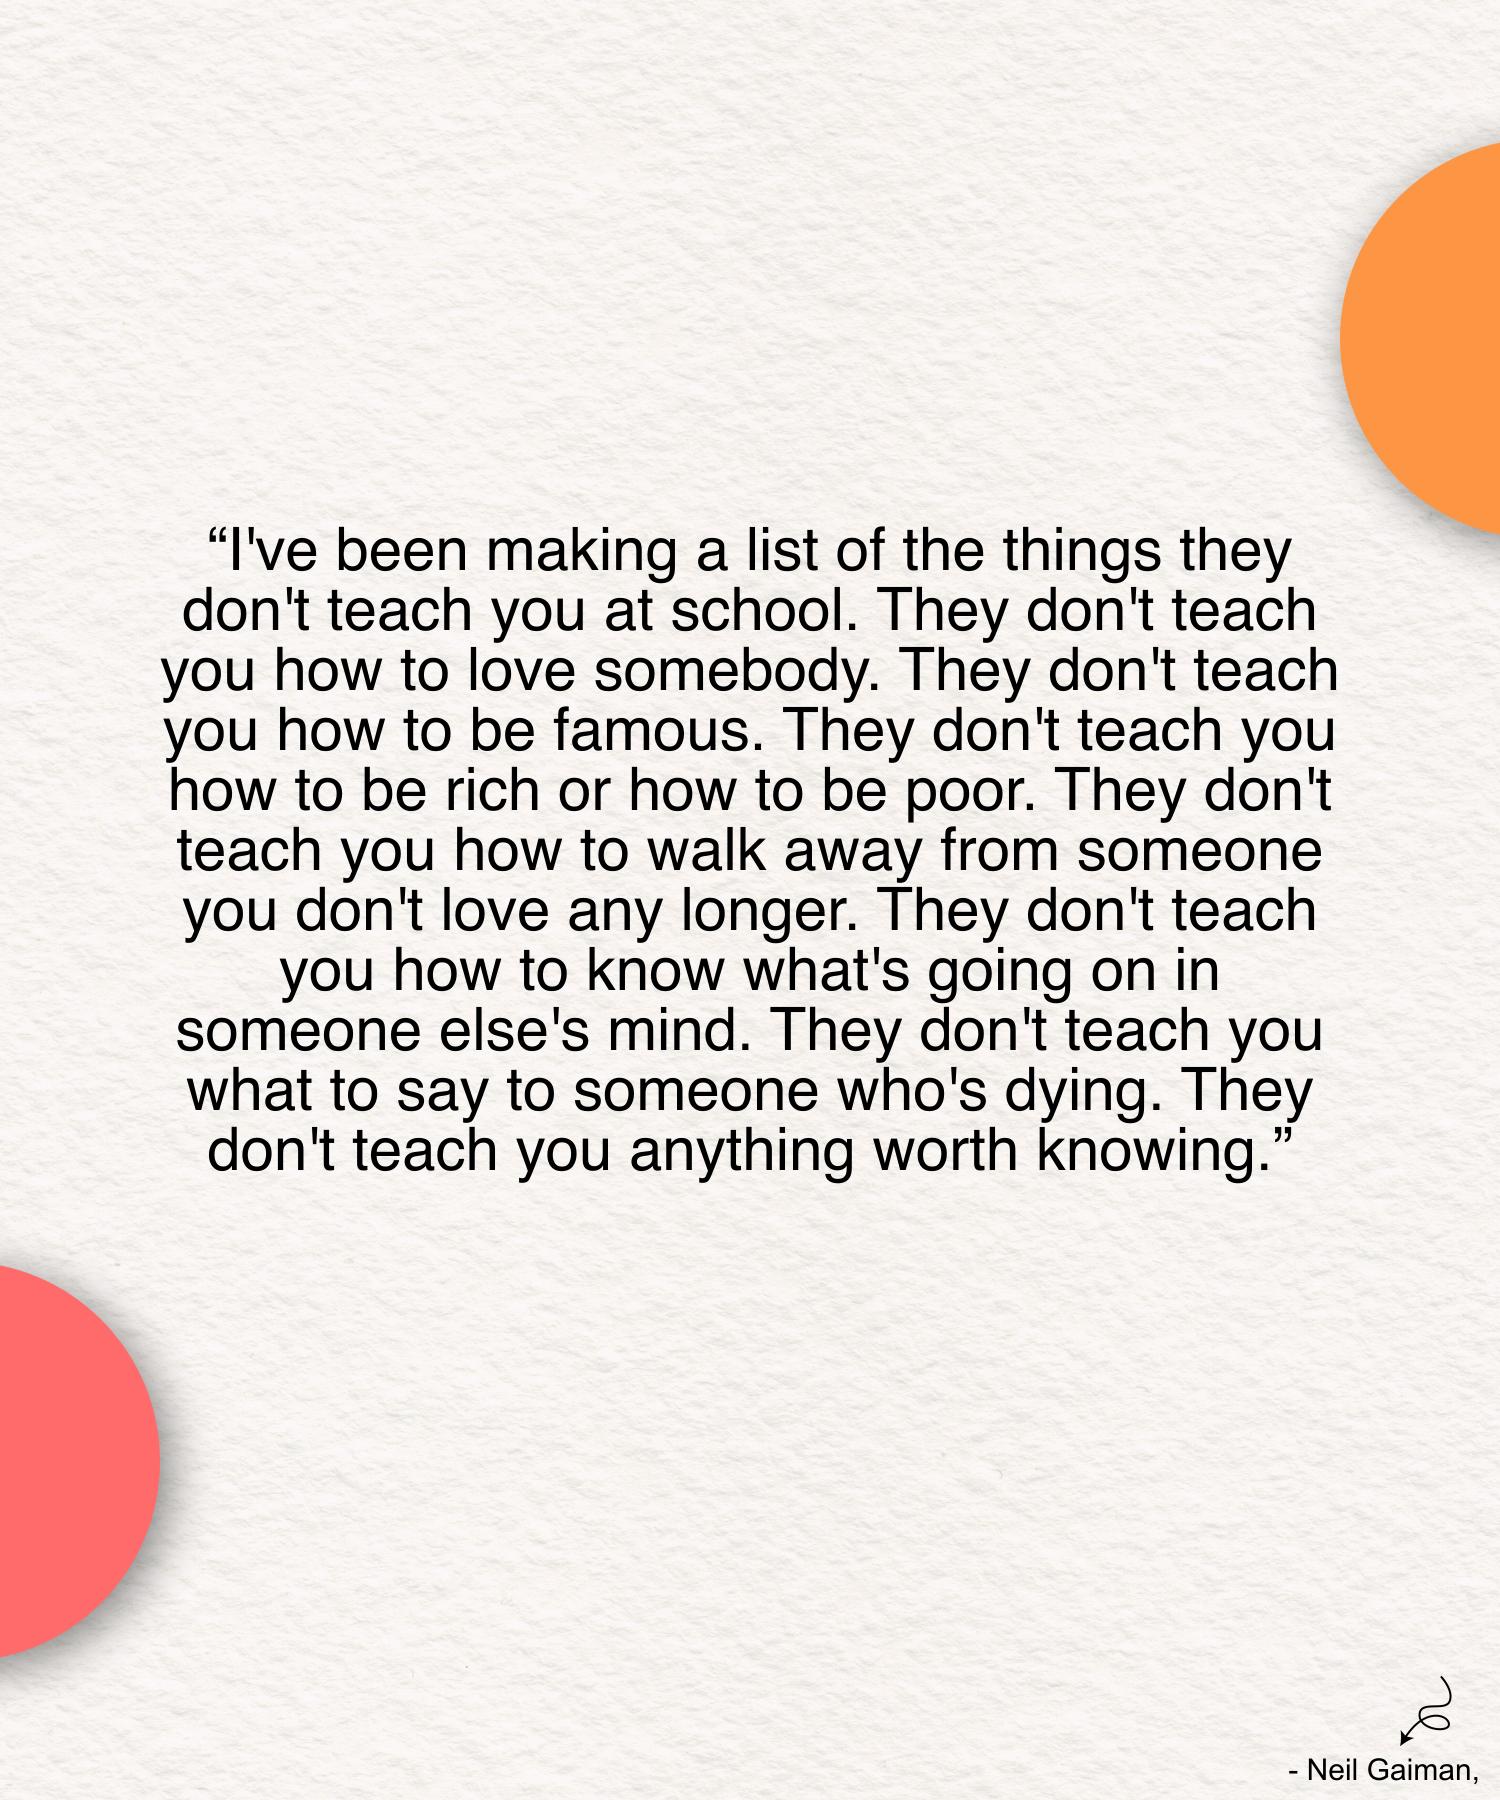 “I've been making a list of the things they
don't teach you at school. They don't teach
you how to love somebody. They don't teach
you how to be famous. They don't teach you
how to be rich or how to be poor. They don't
teach you how to walk away from someone
you don't love any longer. They don't teach
you how to know what's going on in
someone else's mind. They don't teach you
what to say to someone who's dying. They
don't teach you anything worth knowing.”
- Neil Gaiman,